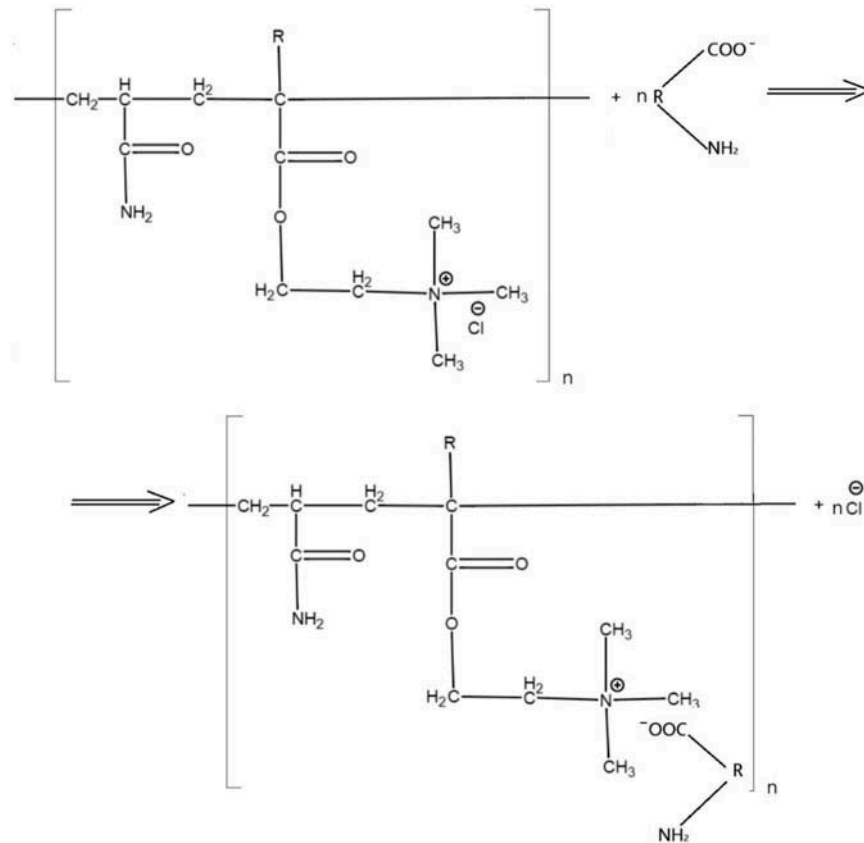 R
COO⁻
CH₂ H C H₂ C C + n R
C O C O NH₂
NH₂ O CH₃
H₂C H₂ C N ⊕ CH₃
⊖ Cl
CH₃
n
R
CH₂ H C H₂ C C + n Cl ⊖
C O C O
NH₂ O CH₃
H₂C H₂ C N ⊕ CH₃
⁻OOC
CH₃ R
n
NH₂